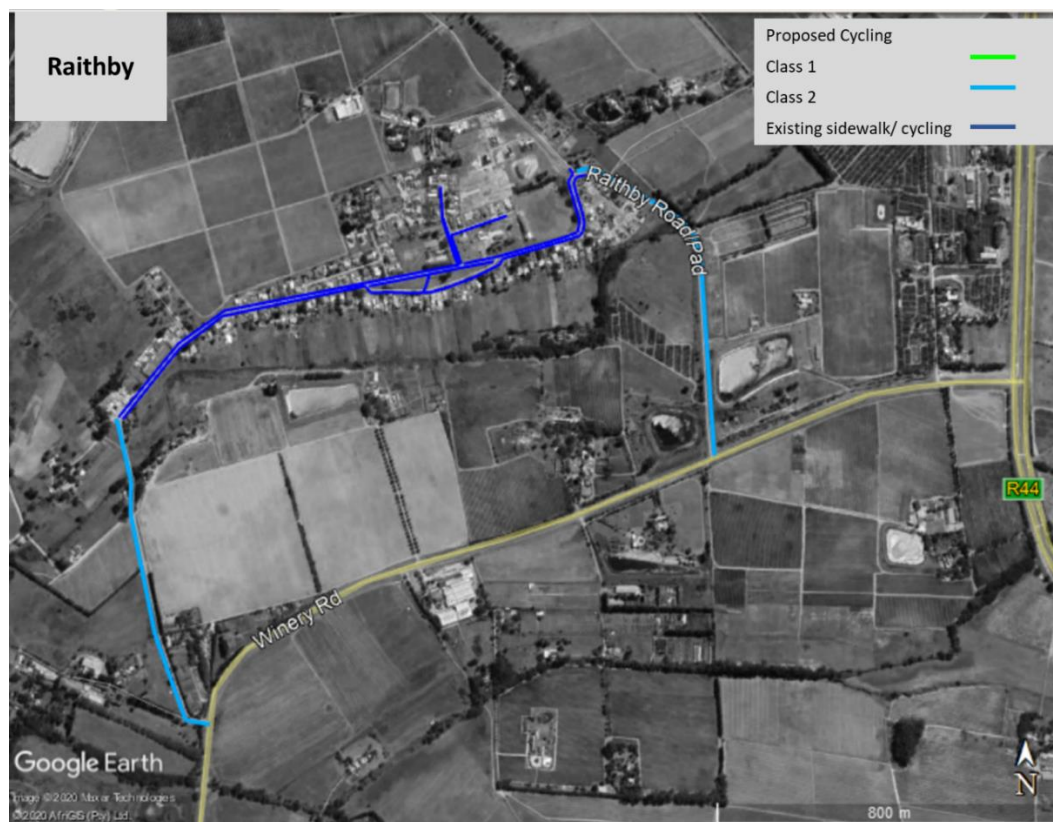 Raithby
Proposed Cycling
Class 1
Class 2
Existing sidewalk/ cycling
Raithby Road/Pad
R44
Winery Rd
Google Earth
Image © 2020 Maxar Technologies
© 2020 AfriGIS (Pty) Ltd.
800 m
N